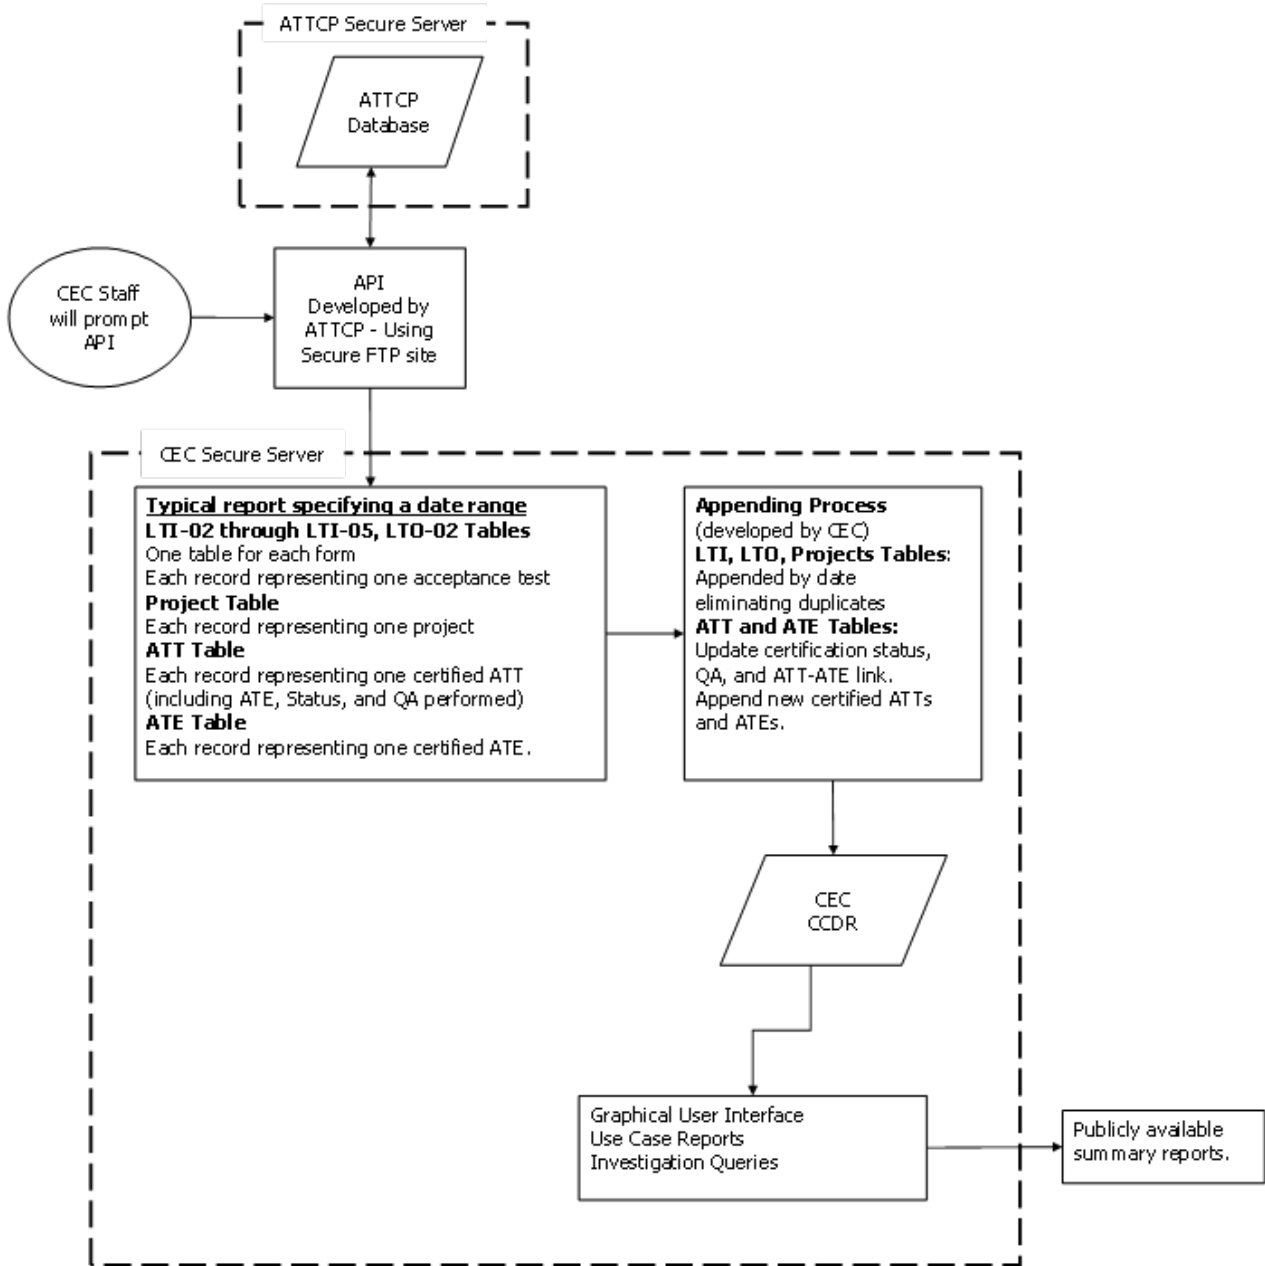 ATTCP Secure Server
ATTCP
Database
CEC Staff
will prompt
API
API
Developed by
ATTCP - Using
Secure FTP site
CEC Secure Server
Typical report specifying a date range
LTI-02 through LTI-05, LTO-02 Tables
One table for each form
Each record representing one acceptance test
Project Table
Each record representing one project
ATT Table
Each record representing one certified ATT
(including ATE, Status, and QA performed)
ATE Table
Each record representing one certified ATE.
Appending Process
(developed by CEC)
LTI, LTO, Projects Tables:
Appended by date
eliminating duplicates
ATT and ATE Tables:
Update certification status,
QA, and ATT-ATE link.
Append new certified ATTs
and ATEs.
CEC
CCDR
Graphical User Interface
Use Case Reports
Investigation Queries
Publicly available
summary reports.